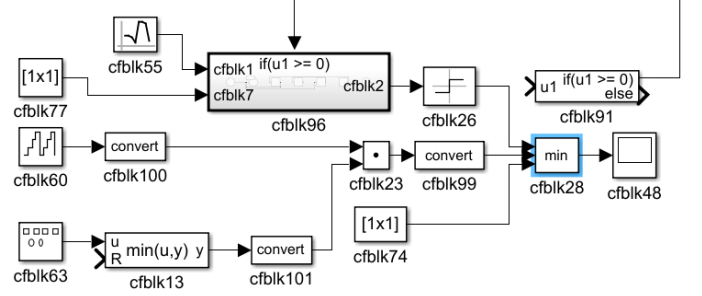 cfblk55
cfblk1 if(u1 >= 0)
cfblk7
cfblk2
cfblk96
[1x1]
cfblk77
cfblk26
u1 if(u1 >= 0)
else
cfblk91
cfblk60
convert
cfblk100
cfblk23
convert
cfblk99
min
cfblk28
cfblk48
[1x1]
cfblk74
cfblk63
u
R
min(u,y) y
cfblk13
convert
cfblk101